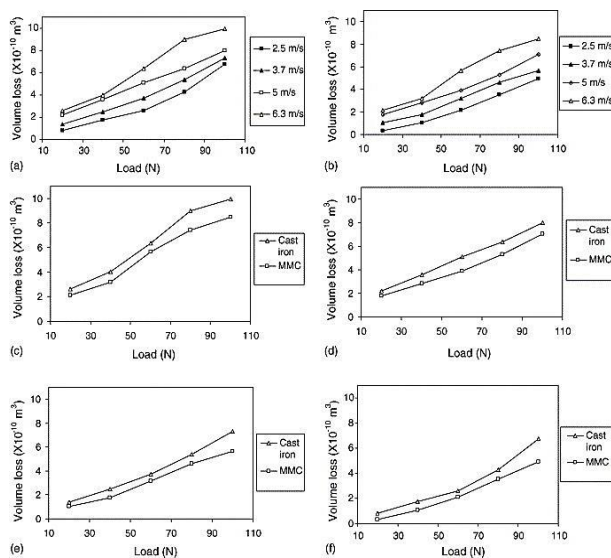 Volume loss (X10⁻¹⁰ m³)
10
8
6
4
2
0
10 30 50 70 90 110
Load (N)
2.5 m/s
3.7 m/s
5 m/s
6.3 m/s
(a)
Volume loss (X10⁻¹⁰ m³)
10
8
6
4
2
0
10 30 50 70 90 110
Load (N)
2.5 m/s
3.7 m/s
5 m/s
6.3 m/s
(b)
Volume loss (X10⁻¹⁰ m³)
10
8
6
4
2
0
10 30 50 70 90 110
Load (N)
Cast
iron
MMC
(c)
Volume loss (X10⁻¹⁰ m³)
10
8
6
4
2
0
10 30 50 70 90 110
Load (N)
Cast
iron
MMC
(d)
Volume loss (X10⁻¹⁰ m³)
10
8
6
4
2
0
10 30 50 70 90 110
Load (N)
Cast
iron
MMC
(e)
Volume loss (X10⁻¹⁰ m³)
10
8
6
4
2
0
10 30 50 70 90 110
Load (N)
Cast
iron
MMC
(f)